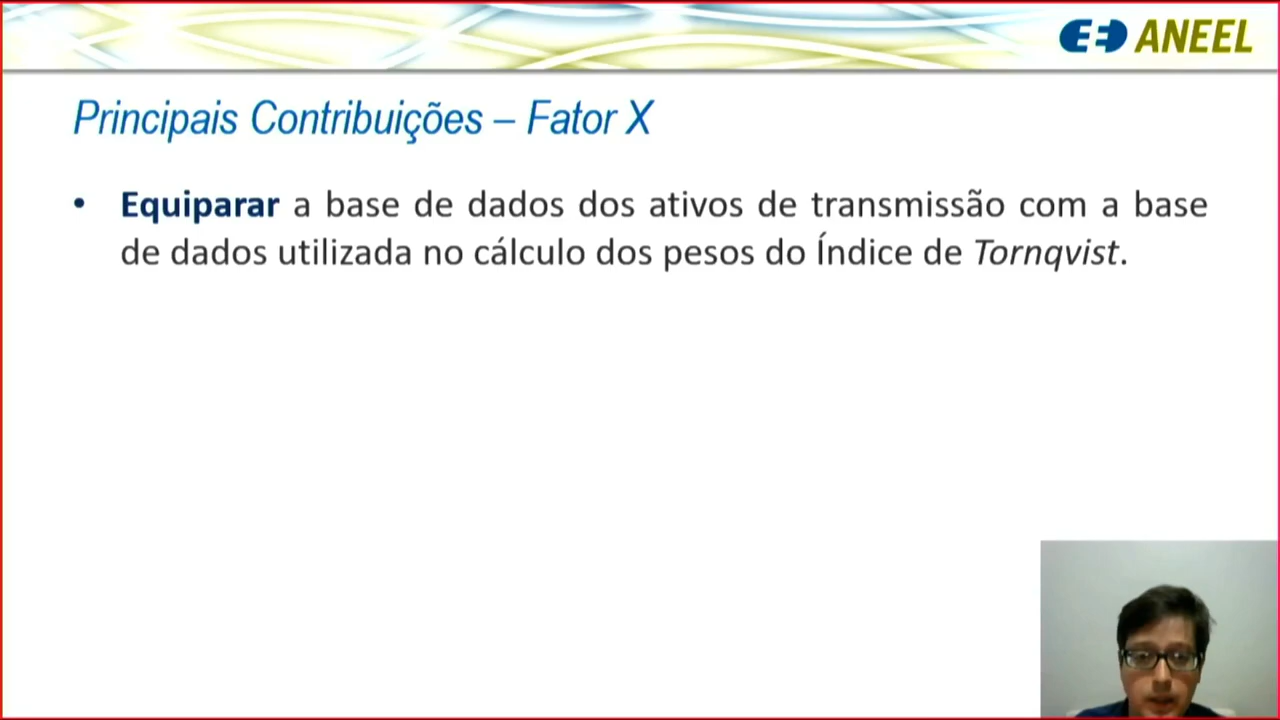 ANEEL
Principais Contribuições – Fator X
• Equiparar a base de dados dos ativos de transmissão com a base
de dados utilizada no cálculo dos pesos do Índice de Tornqvist.